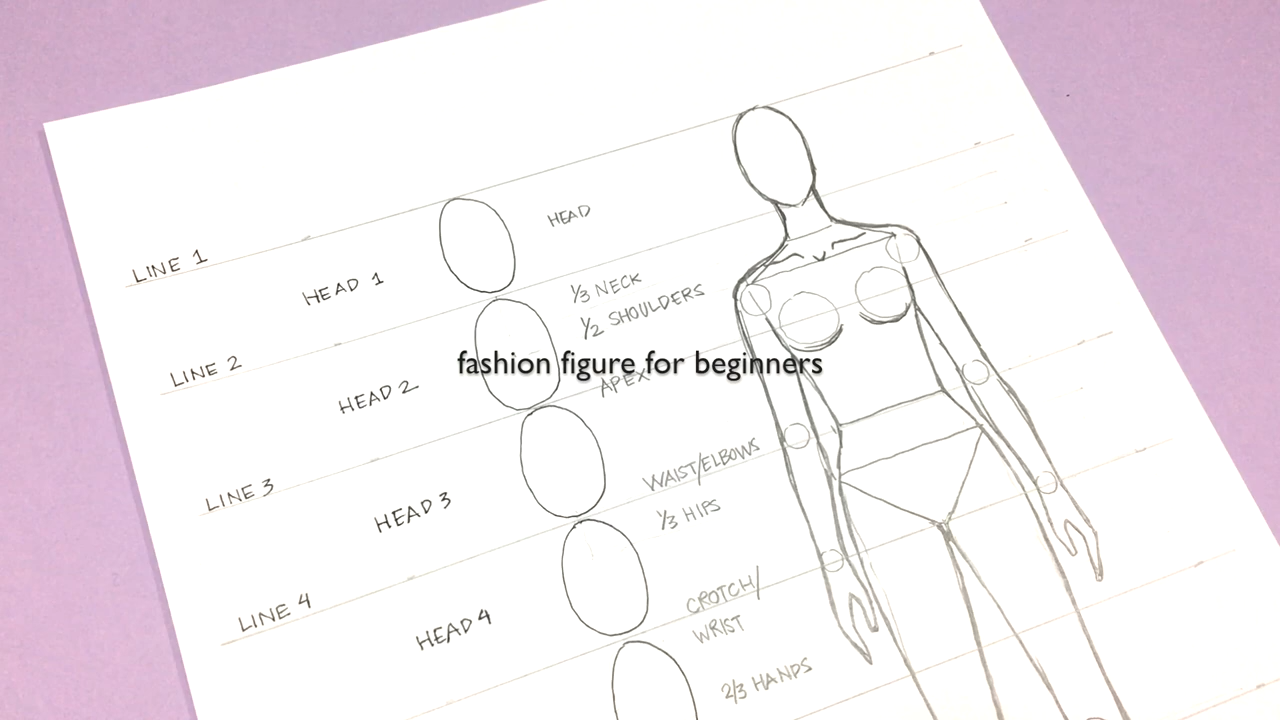 HEAD
LINE 1
HEAD 1
1/3 NECK
1/2 SHOULDERS
LINE 2
HEAD 2
APEX
fashion figure for beginners
LINE 3
HEAD 3
WAIST/ELBOWS
1/3 HIPS
LINE 4
HEAD 4
CROTCH/
WRIST
2/3 HANDS